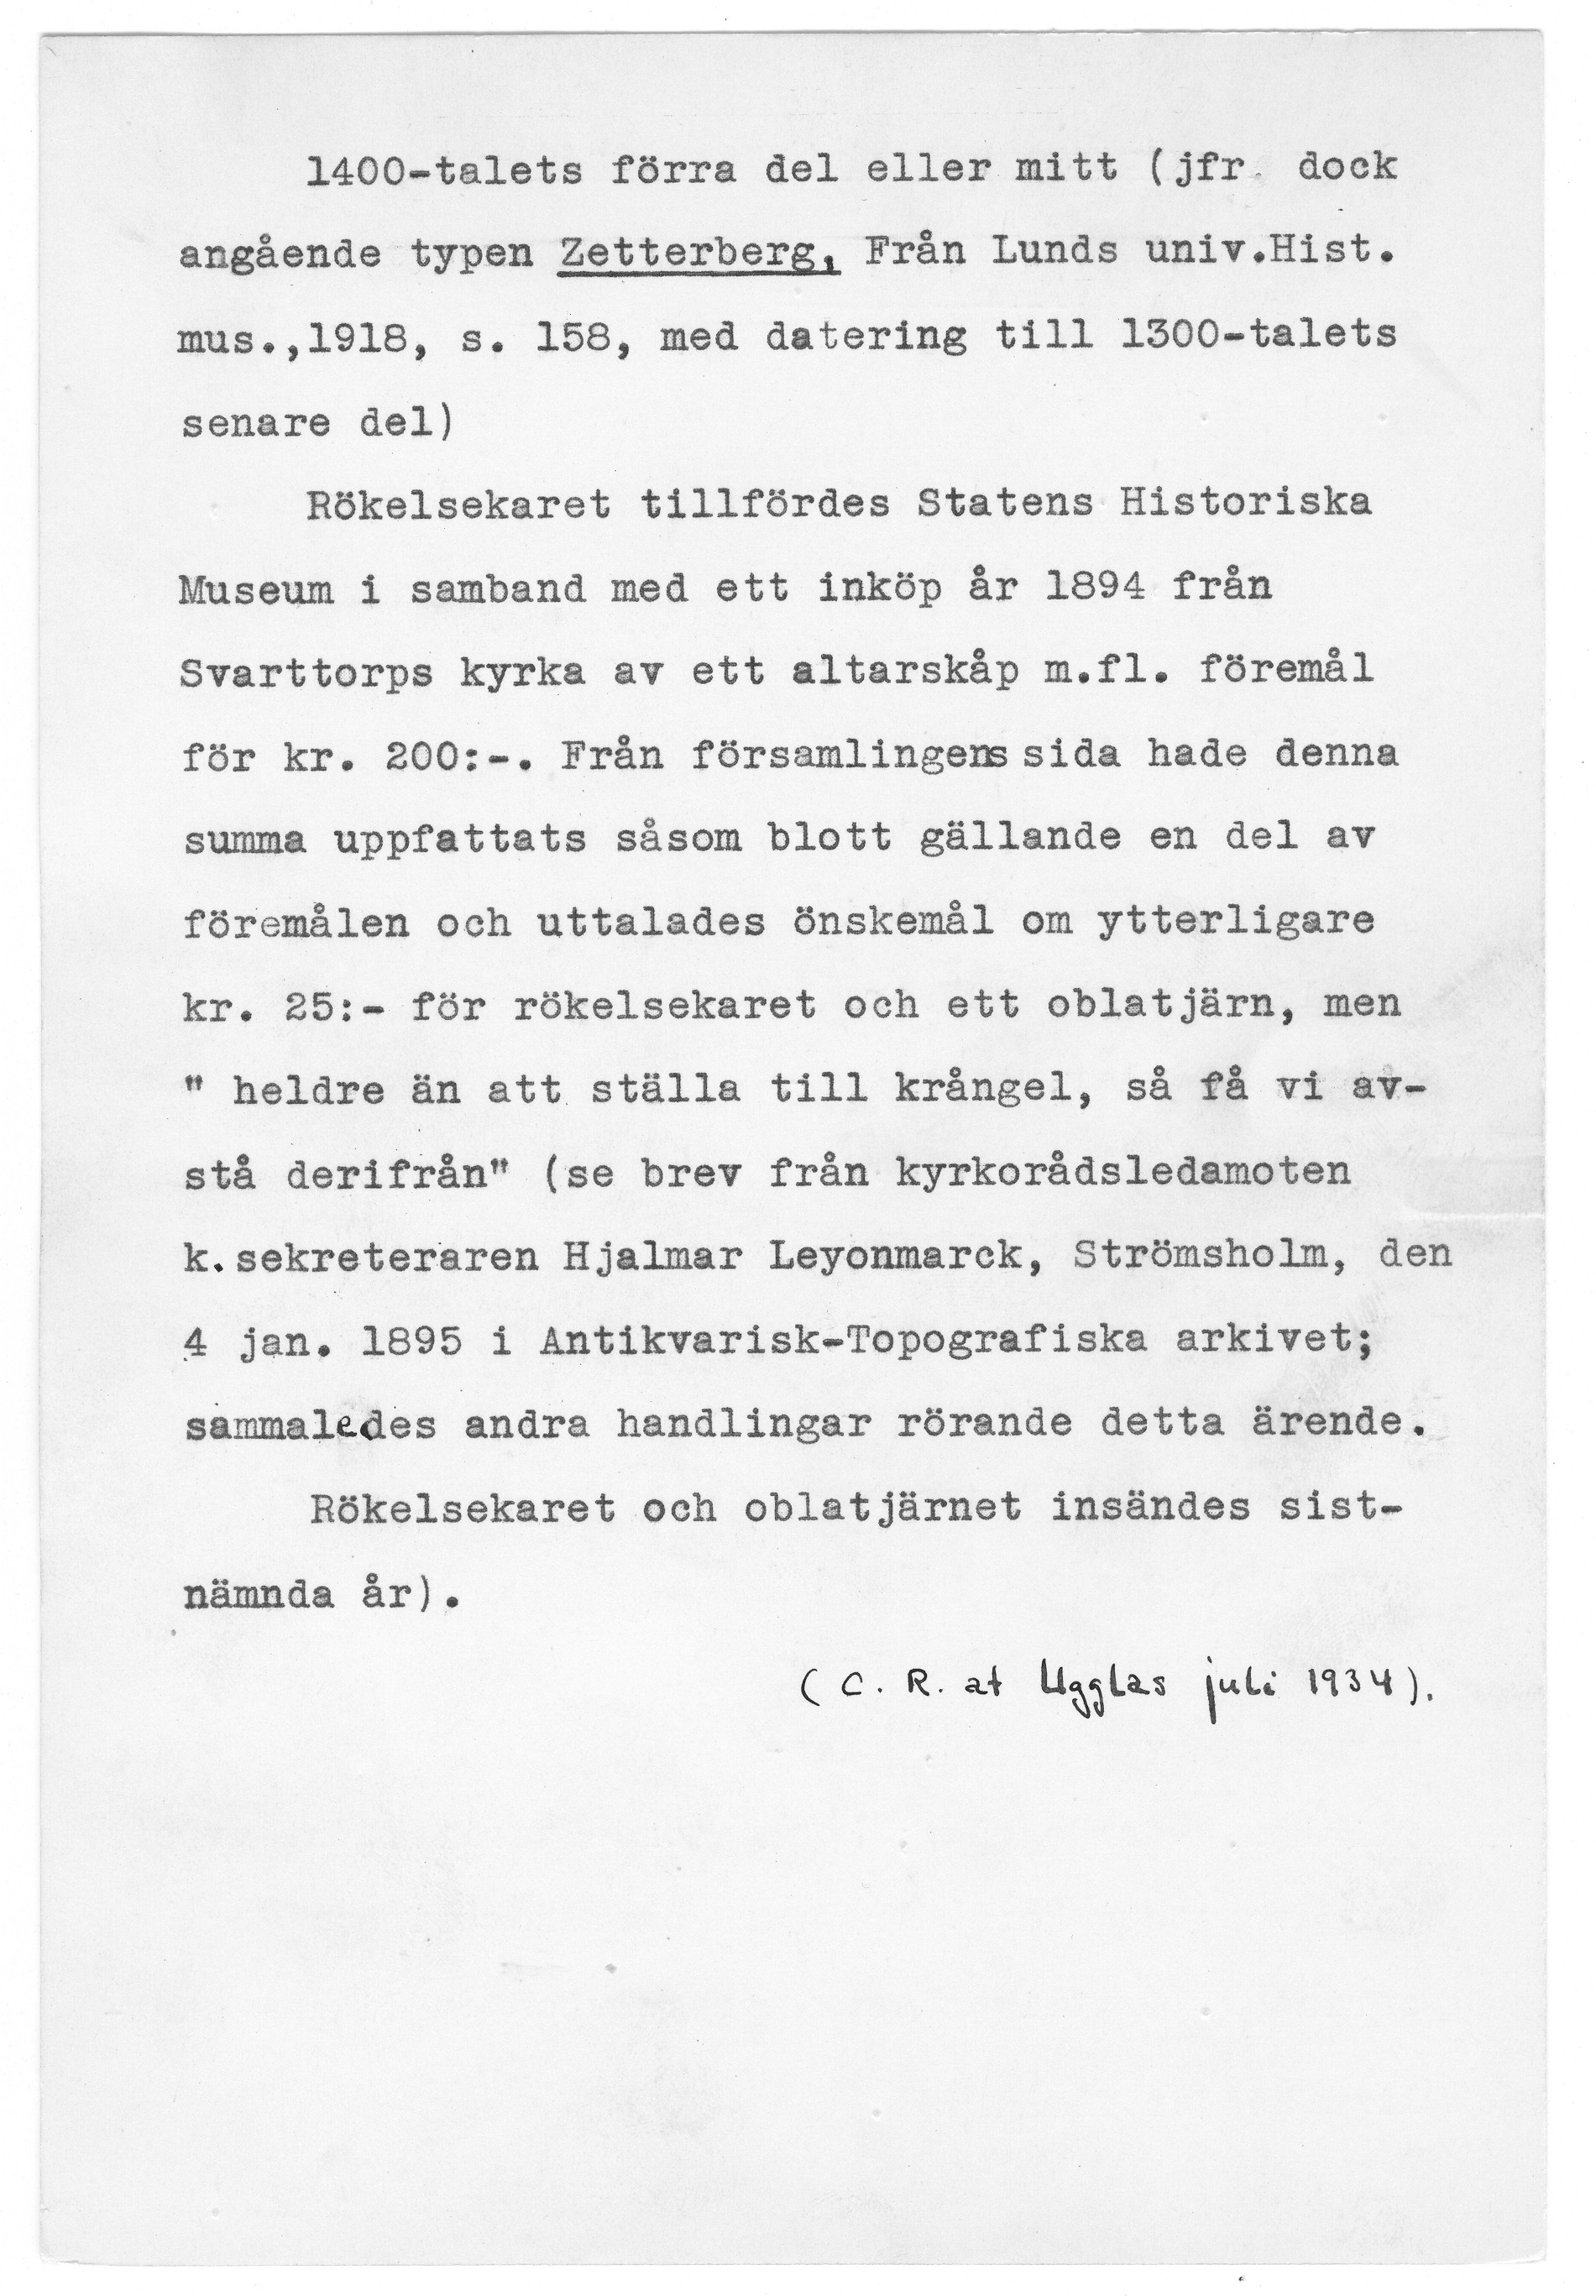 1400-talets förra del eller mitt (jfr. dock
angående typen Zetterberg, Från Lunds univ.Hist.
mus.,1918, s. 158, med datering till 1300-talets
senare del)
Rökelsekaret tillfördes Statens Historiska
Museum i samband med ett inköp år 1894 från
Svarttorps kyrka av ett altarskåp m.fl. föremål
för kr. 200:-. Från församlingens sida hade denna
summa uppfattats såsom blott gällande en del av
föremålen och uttalades önskemål om ytterligare
kr. 25:- för rökelsekaret och ett oblatjärn, men
" heldre än att ställa till krångel, så få vi av-
stå derifrån" (se brev från kyrkorådsledamoten
k.sekreteraren Hjalmar Leyonmarck, Strömsholm, den
4 jan. 1895 i Antikvarisk-Topografiska arkivet;
sammaledes andra handlingar rörande detta ärende.
Rökelsekaret och oblatjärnet insändes sist-
nämnda år).
( C. R. af Ugglas juli 1934 ).